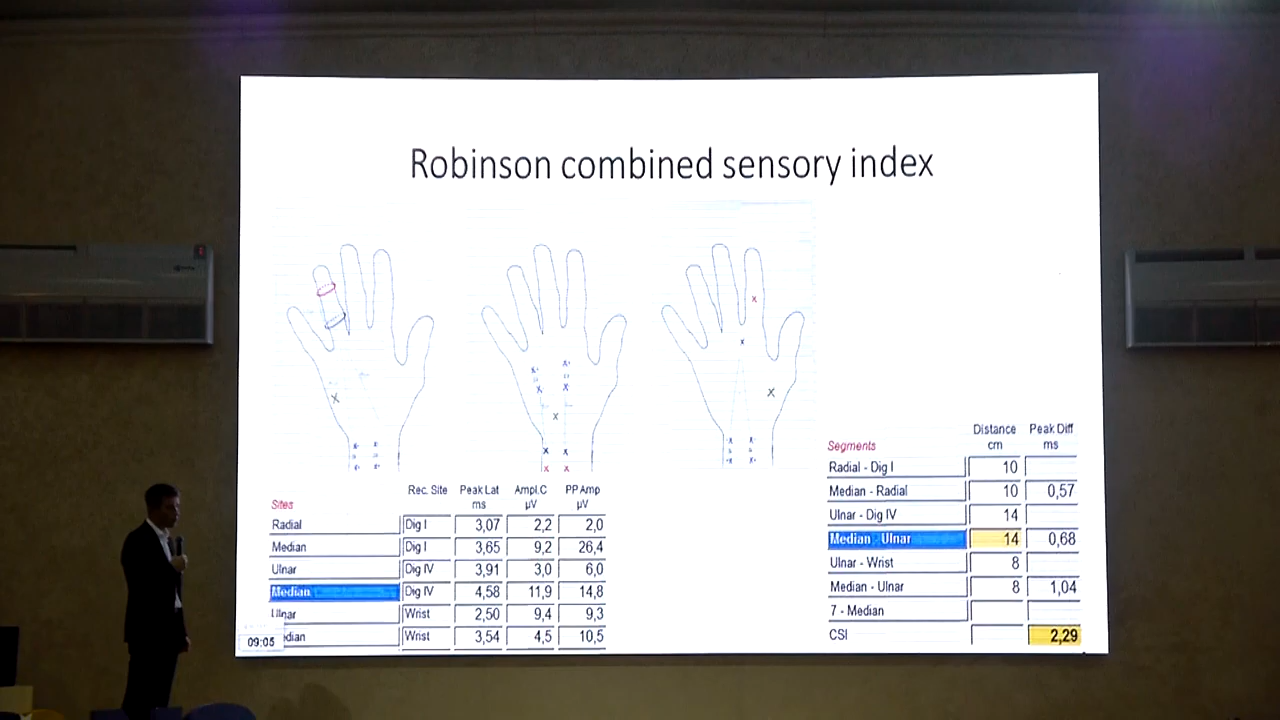 Robinson combined sensory index
Rec. Site Peak Lat Ampl.C PP Amp
Sites ms µV µV
Radial Dig I 3,07 2,2 2,0
Median Dig I 3,65 9,2 26,4
Ulnar Dig IV 3,91 3,0 6,0
Median Dig IV 4,58 11,9 14,8
Ulnar Wrist 2,50 9,4 9,3
edian Wrist 3,54 4,5 10,5
09:05
Distance Peak Diff
Segments cm ms
Radial - Dig I 10
Median - Radial 10 0,57
Ulnar - Dig IV 14
Median - Ulnar 14 0,68
Ulnar - Wrist 8
Median - Ulnar 8 1,04
7 - Median
CSI 2,29